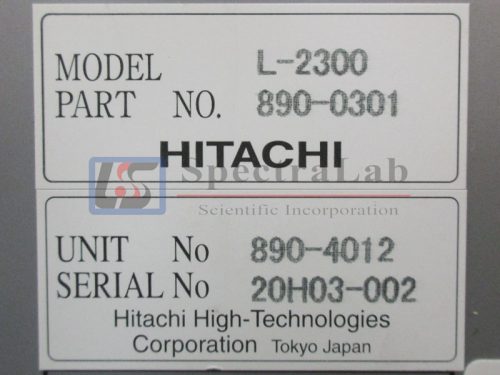 MODEL L-2300
PART NO. 890-0301
HITACHI
LS SpectraLab
Scientific Incorporation
UNIT No 890-4012
SERIAL No 20H03-002
Hitachi High-Technologies
Corporation Tokyo Japan